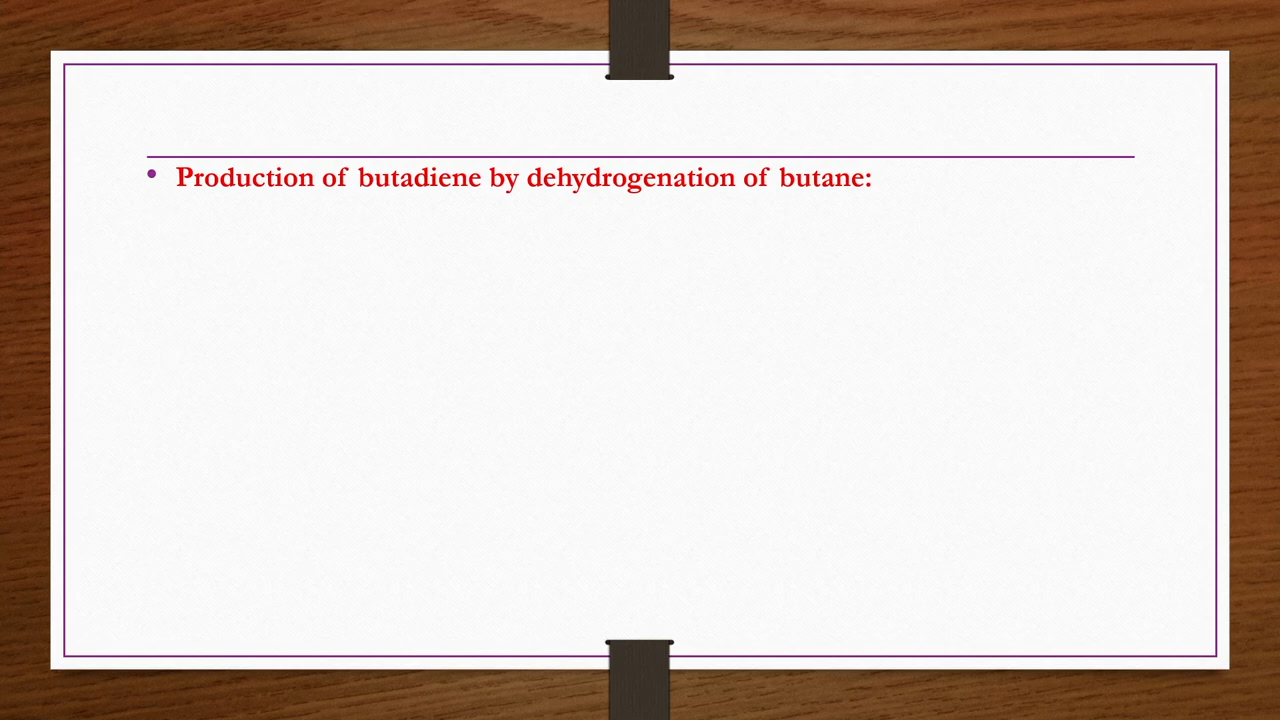 • Production of butadiene by dehydrogenation of butane: